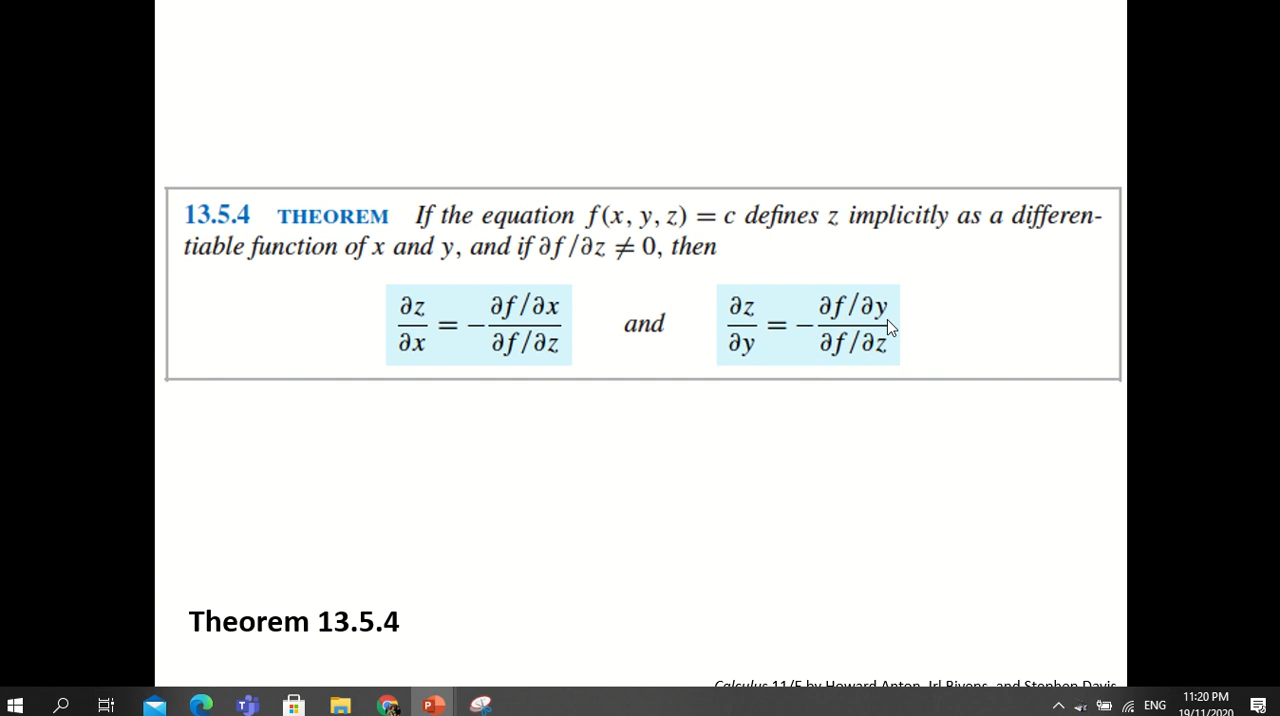 13.5.4 THEOREM If the equation f(x, y, z) = c defines z implicitly as a differen-
tiable function of x and y, and if ∂f/∂z ≠ 0, then
∂z/∂x = −(∂f/∂x)/(∂f/∂z) and ∂z/∂y = −(∂f/∂y)/(∂f/∂z)
Theorem 13.5.4
Calculus 11/E by Howard Anton, Irl Bivens, and Stephen Davis
ENG
11:20 PM
19/11/2020